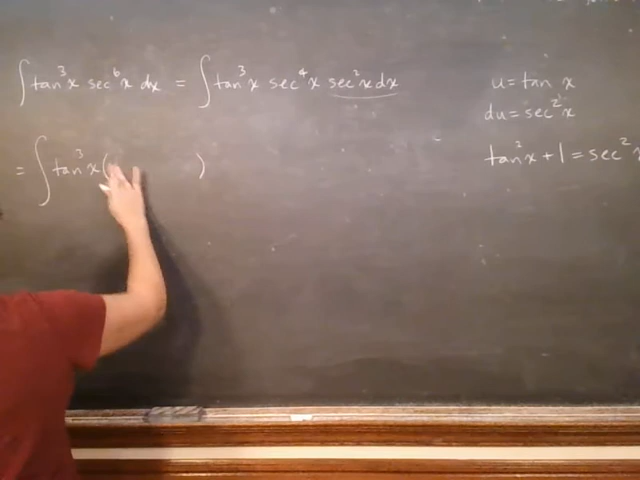 ∫ tan³x sec⁶x dx = ∫ tan³x sec⁴x sec²x dx
= ∫ tan³x ( )
u = tan x
du = sec²x
tan²x + 1 = sec²x